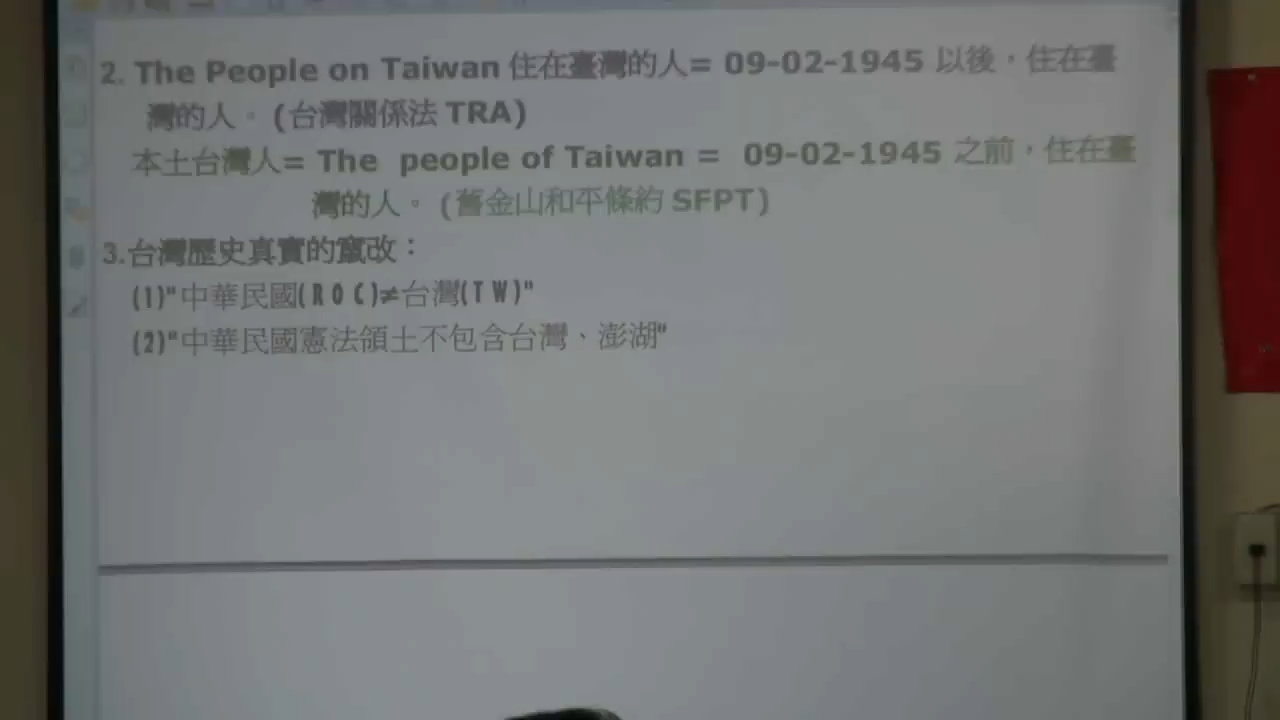 2. The People on Taiwan 住在臺灣的人= 09-02-1945 以後，住在臺
灣的人。 (台灣關係法 TRA)
本土台灣人= The people of Taiwan = 09-02-1945 之前，住在臺
灣的人。 (舊金山和平條約 SFPT)
3.台灣歷史真實的竄改：
(1)"中華民國(ROC)≠台灣(TW)"
(2)"中華民國憲法領土不包含台灣、澎湖"